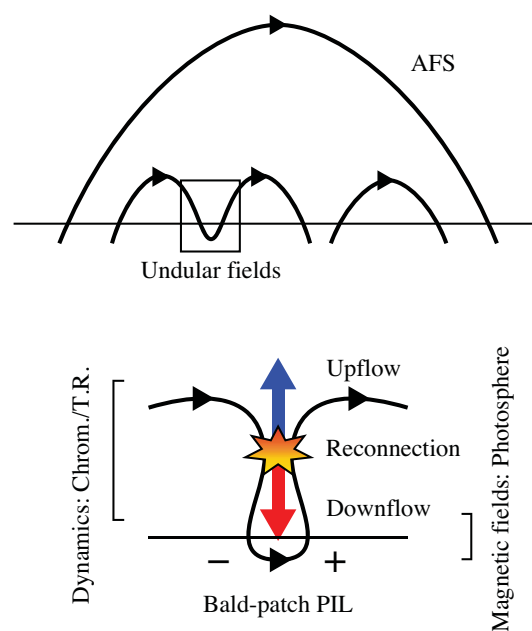 AFS
Undular fields
Upflow
Reconnection
Downflow
Dynamics: Chrom./T.R.
Magnetic fields: Photosphere
− +
Bald-patch PIL